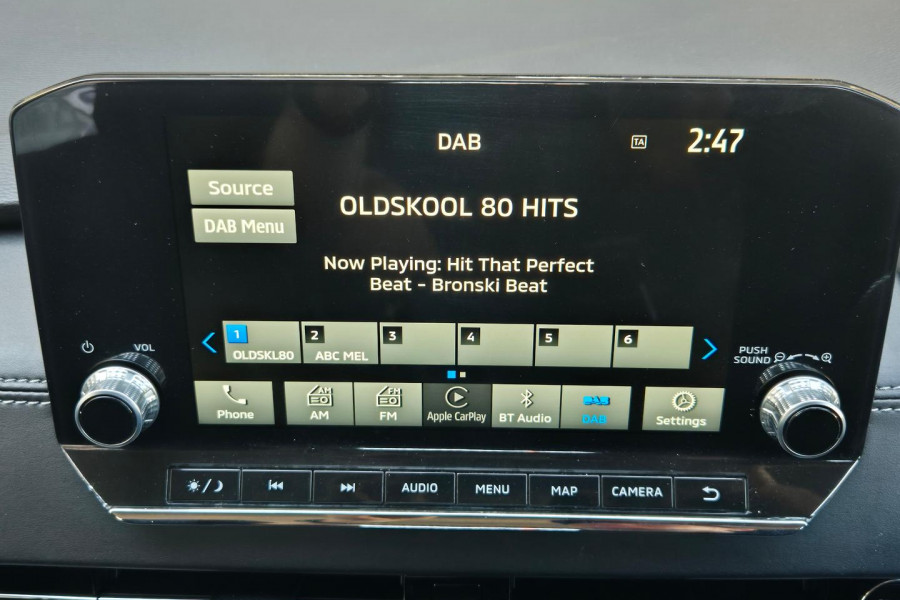 DAB
TA
2:47
Source
OLDSKOOL 80 HITS
DAB Menu
Now Playing: Hit That Perfect
Beat - Bronski Beat
1 2 3 4 5 6
OLDSKL80 ABC MEL
VOL
PUSH
SOUND
AM FM
Phone AM FM Apple CarPlay BT Audio DAB Settings
AUDIO MENU MAP CAMERA